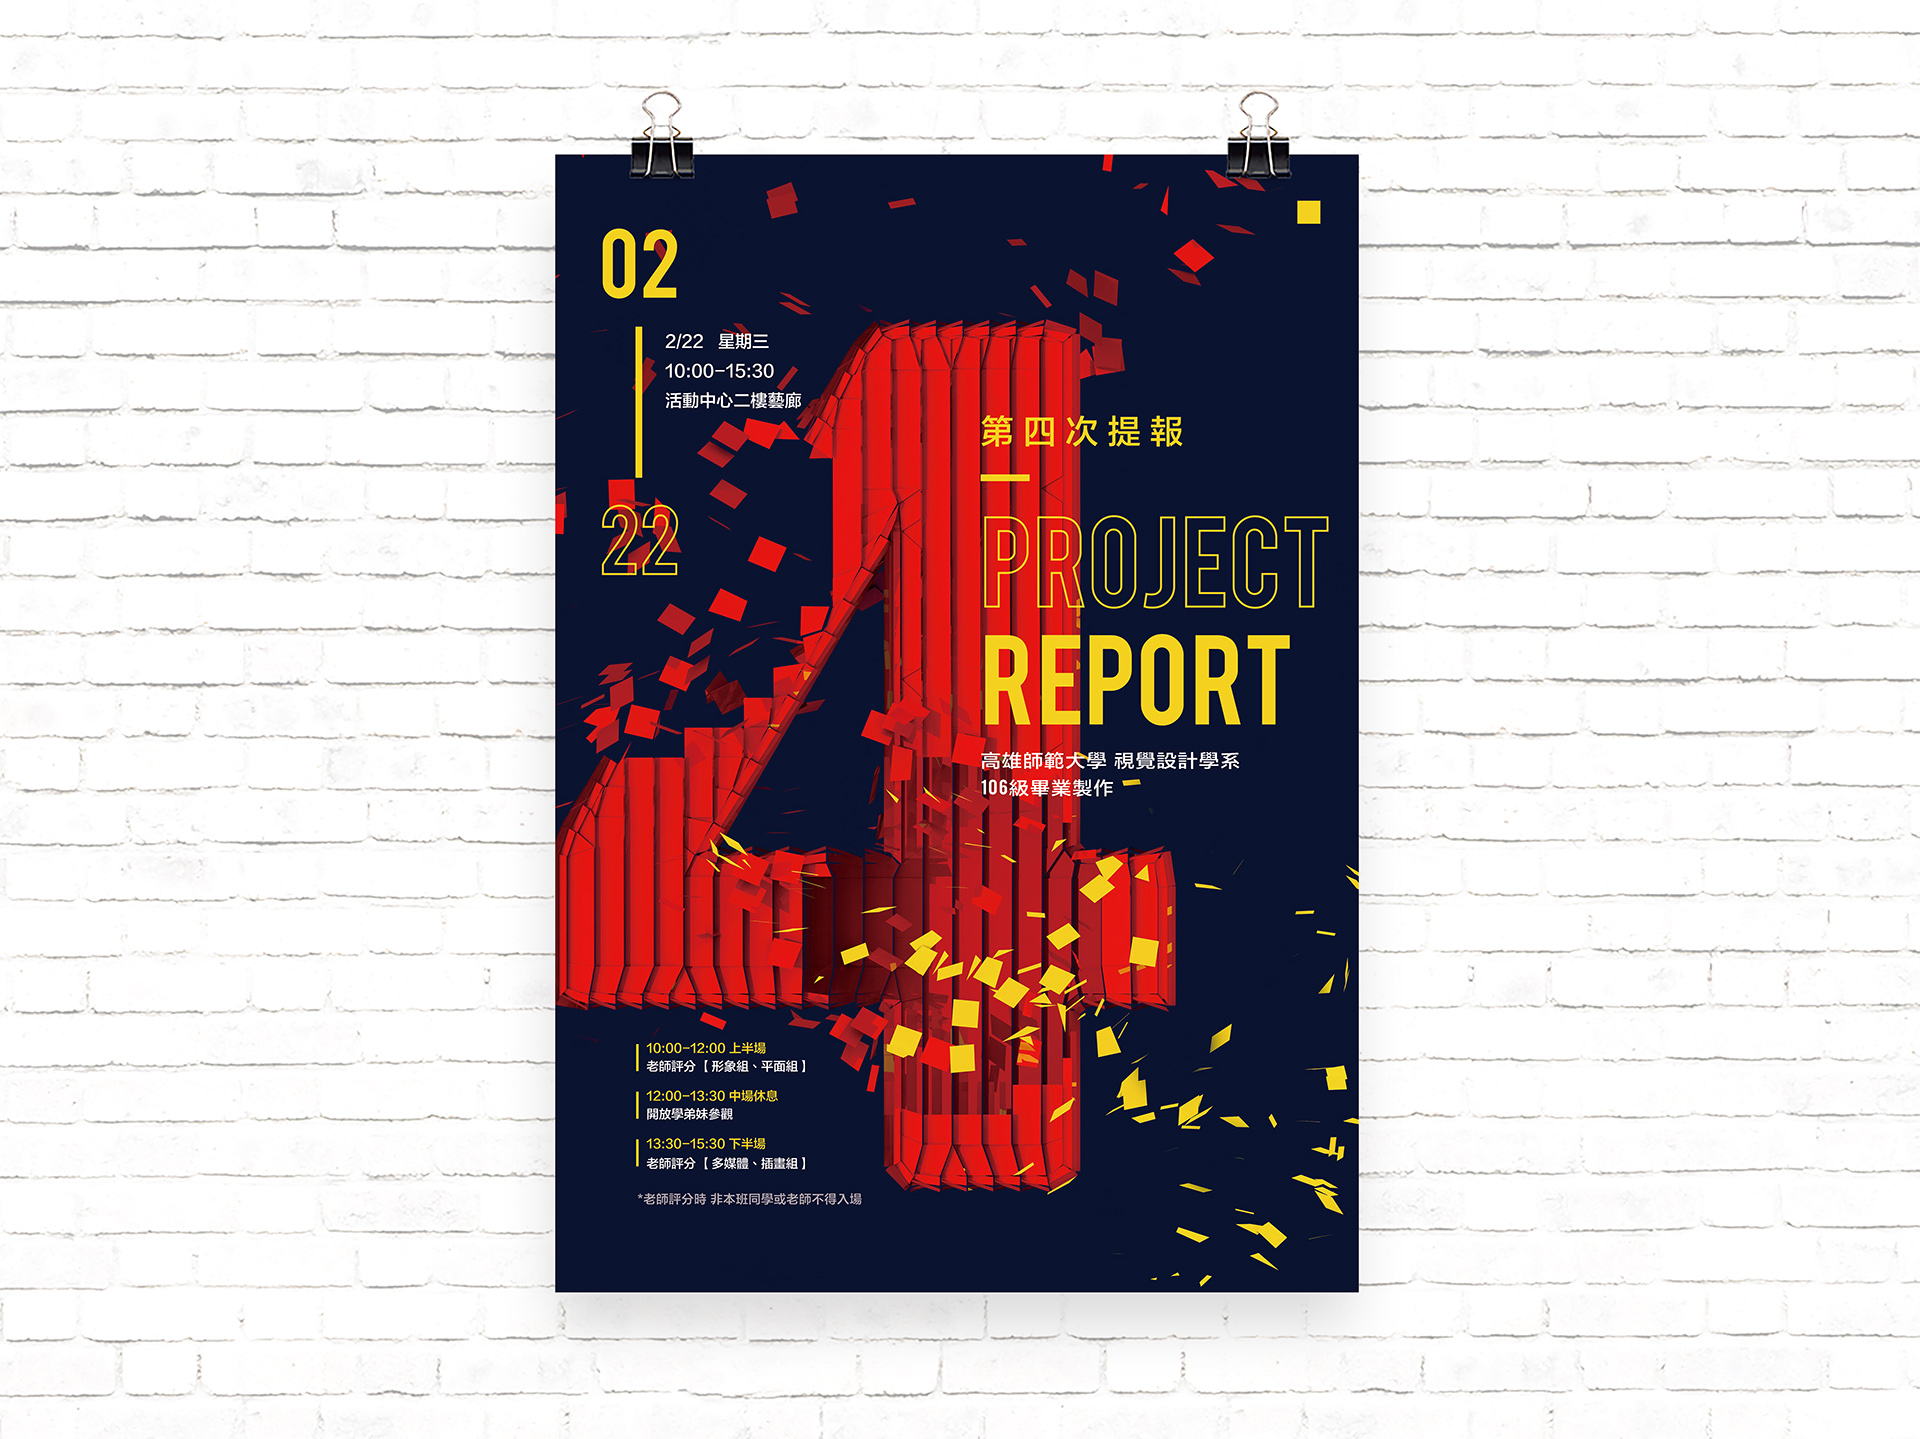 02
2/22 星期三
10:00-15:30
活動中心二樓藝廊
22
第四次提報
PROJECT
REPORT
高雄師範大學 視覺設計學系
106級畢業製作
10:00-12:00 上半場
老師評分【形象組、平面組】
12:00-13:30 中場休息
開放學弟妹參觀
13:30-15:30 下半場
老師評分【多媒體、插畫組】
*老師評分時 非本班同學或老師不得入場
4